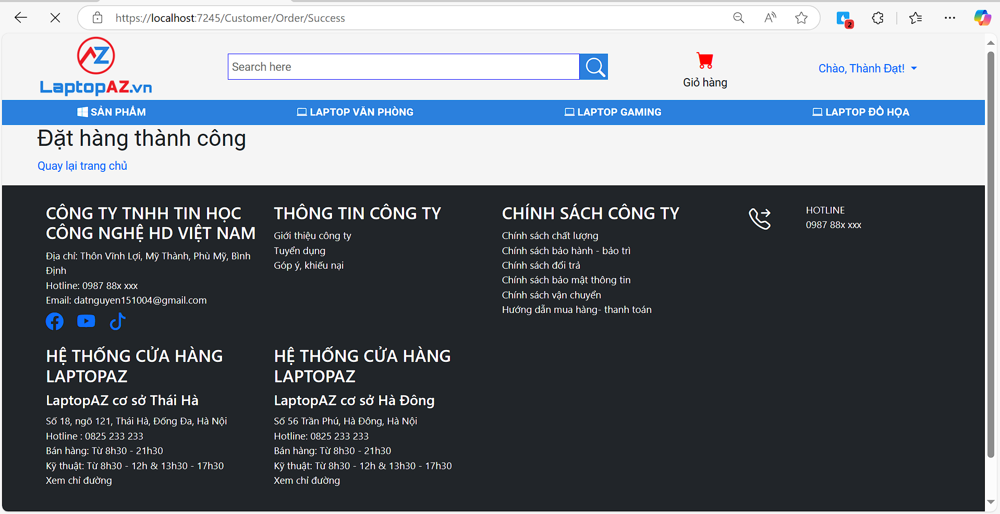 https://localhost:7245/Customer/Order/Success
2
AZ
LaptopAZ.vn
Search here
Giỏ hàng
Chào, Thành Đạt!
SẢN PHẨM
LAPTOP VĂN PHÒNG
LAPTOP GAMING
LAPTOP ĐỒ HỌA
Đặt hàng thành công
Quay lại trang chủ
CÔNG TY TNHH TIN HỌC
CÔNG NGHỆ HD VIỆT NAM
Địa chỉ: Thôn Vĩnh Lợi, Mỹ Thành, Phù Mỹ, Bình
Định
Hotline: 0987 88x xxx
Email: datnguyen151004@gmail.com
THÔNG TIN CÔNG TY
Giới thiệu công ty
Tuyển dụng
Góp ý, khiếu nại
CHÍNH SÁCH CÔNG TY
Chính sách chất lượng
Chính sách bảo hành - bảo trì
Chính sách đổi trả
Chính sách bảo mật thông tin
Chính sách vận chuyển
Hướng dẫn mua hàng- thanh toán
HOTLINE
0987 88x xxx
HỆ THỐNG CỬA HÀNG
LAPTOPAZ
LaptopAZ cơ sở Thái Hà
Số 18, ngõ 121, Thái Hà, Đống Đa, Hà Nội
Hotline : 0825 233 233
Bán hàng: Từ 8h30 - 21h30
Kỹ thuật: Từ 8h30 - 12h & 13h30 - 17h30
Xem chỉ đường
HỆ THỐNG CỬA HÀNG
LAPTOPAZ
LaptopAZ cơ sở Hà Đông
Số 56 Trần Phú, Hà Đông, Hà Nội
Hotline: 0825 233 233
Bán hàng: Từ 8h30 - 21h30
Kỹ thuật: Từ 8h30 - 12h & 13h30 - 17h30
Xem chỉ đường